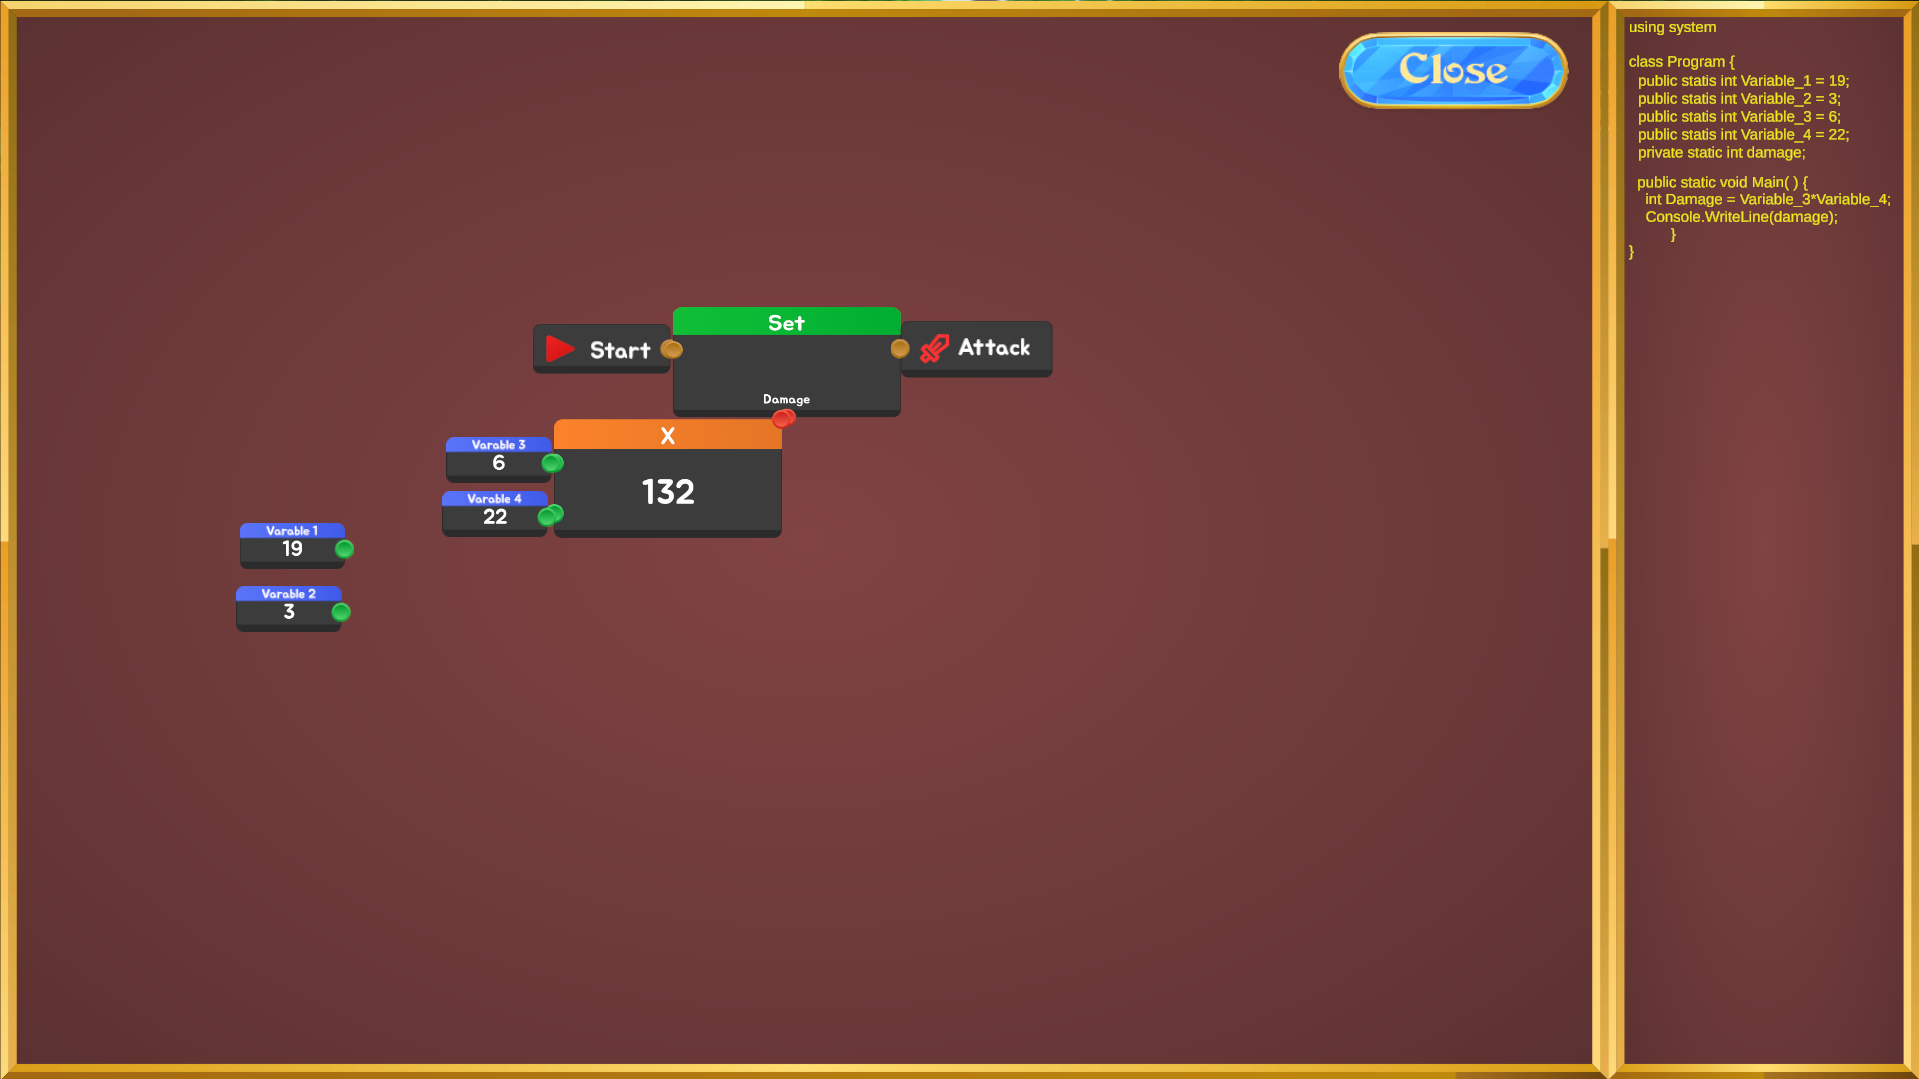 Close
Start
Set
Damage
Attack
X
132
Varable 3
6
Varable 4
22
Varable 1
19
Varable 2
3
using system
class Program {
public statis int Variable_1 = 19;
public statis int Variable_2 = 3;
public statis int Variable_3 = 6;
public statis int Variable_4 = 22;
private static int damage;
public static void Main( ) {
int Damage = Variable_3*Variable_4;
Console.WriteLine(damage);
}
}